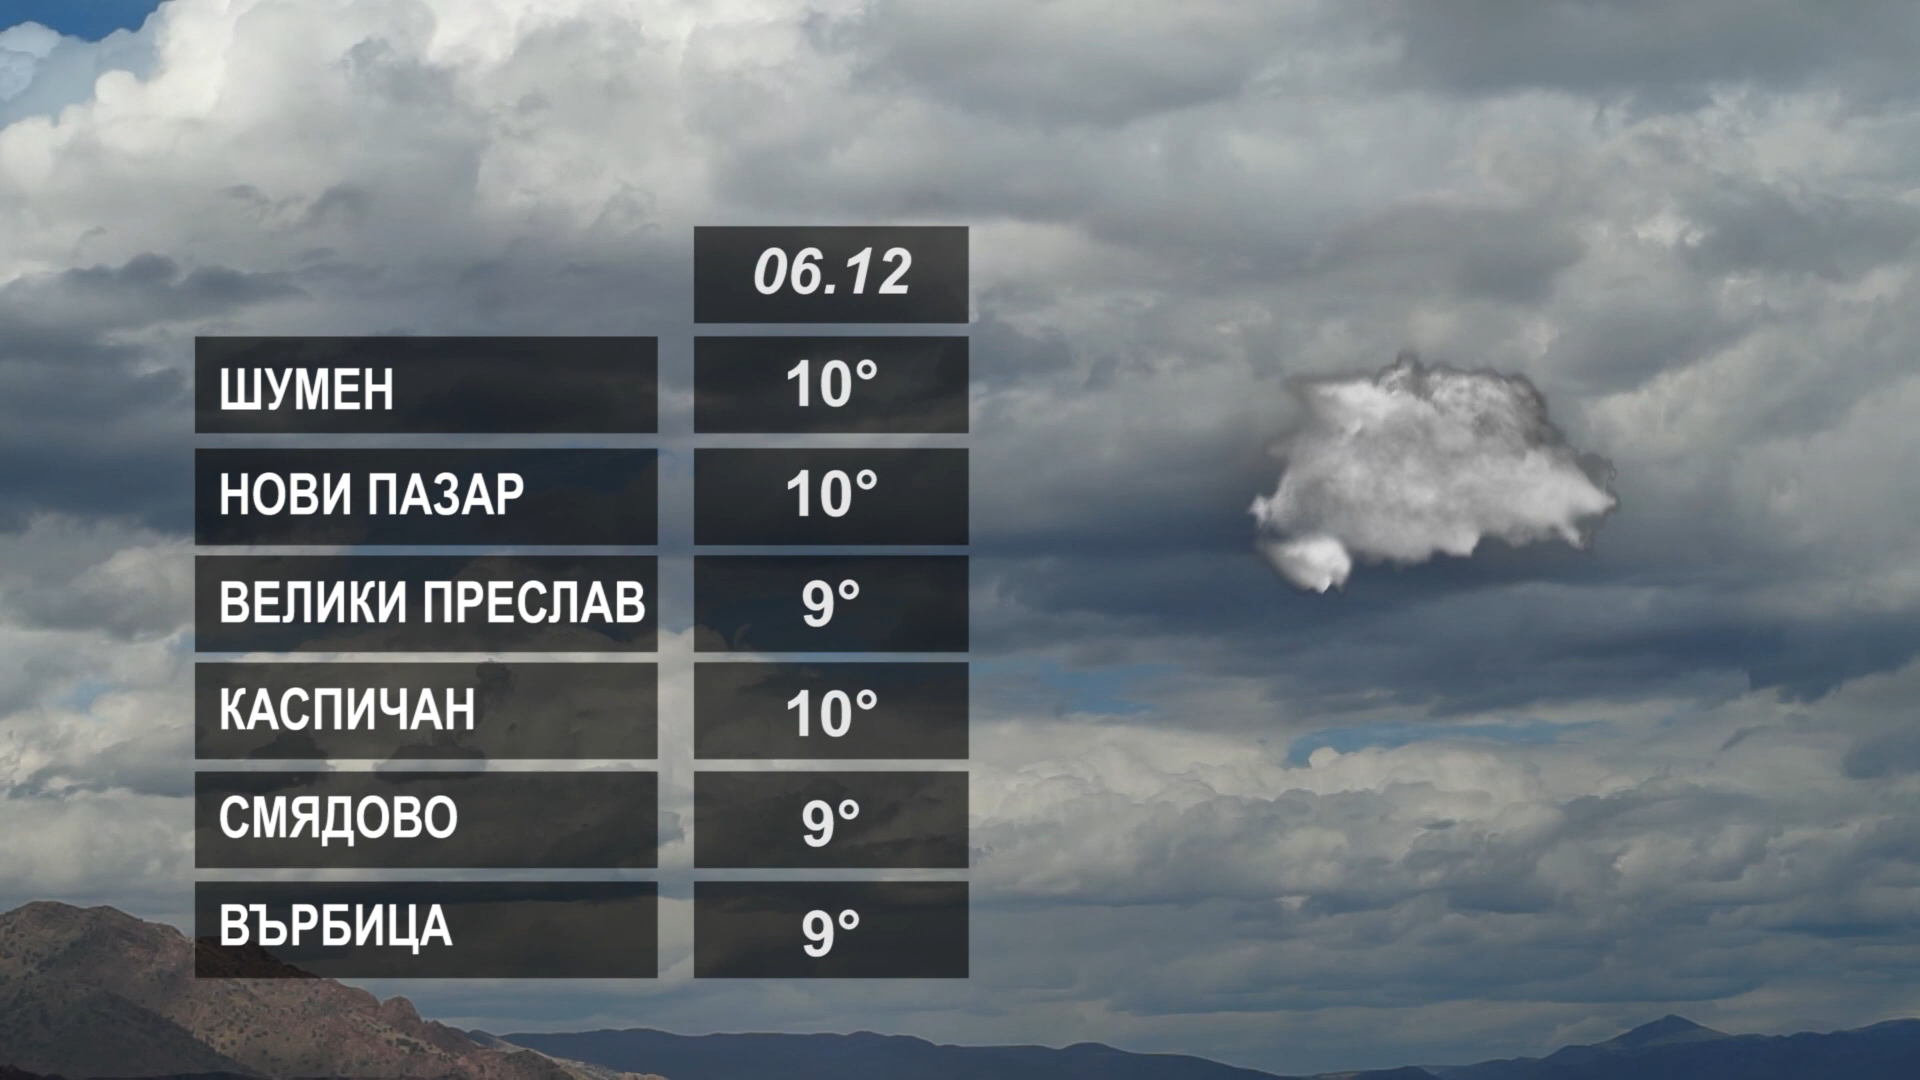 06.12
ШУМЕН 10°
НОВИ ПАЗАР 10°
ВЕЛИКИ ПРЕСЛАВ 9°
КАСПИЧАН 10°
СМЯДОВО 9°
ВЪРБИЦА 9°